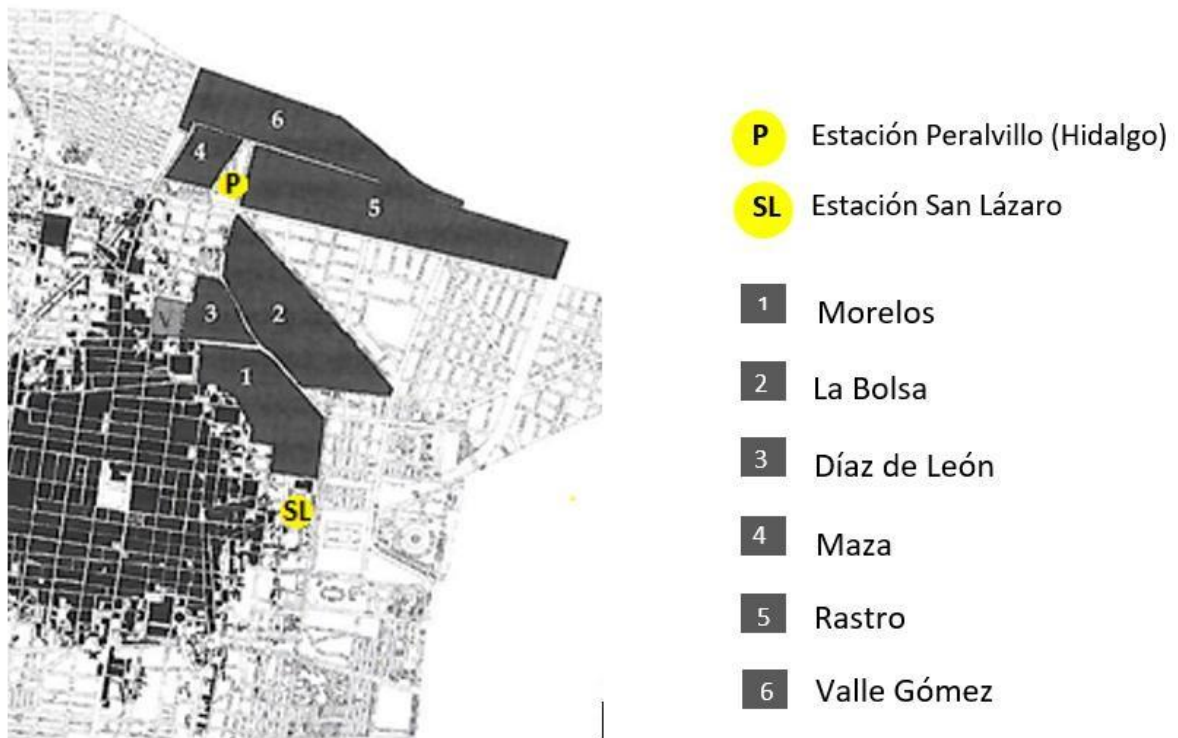 6
4
P
5
3
2
V
1
SL
P Estación Peralvillo (Hidalgo)
SL Estación San Lázaro
1 Morelos
2 La Bolsa
3 Díaz de León
4 Maza
5 Rastro
6 Valle Gómez